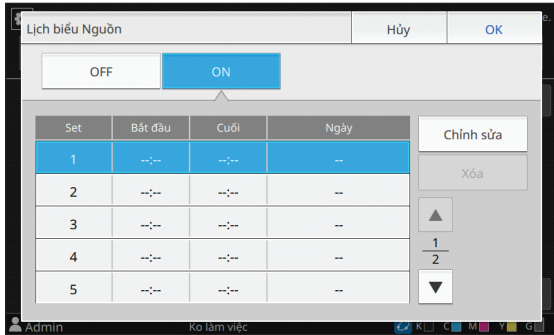 Lịch biểu Nguồn Hủy OK
e.
OFF ON
Set Bắt đầu Cuối Ngày
Chỉnh sửa
1 --:-- --:-- --
Xóa
2 --:-- --:-- --
3 --:-- --:-- --
1
2
4 --:-- --:-- --
5 --:-- --:-- --
Admin Ko làm việc K C M Y G